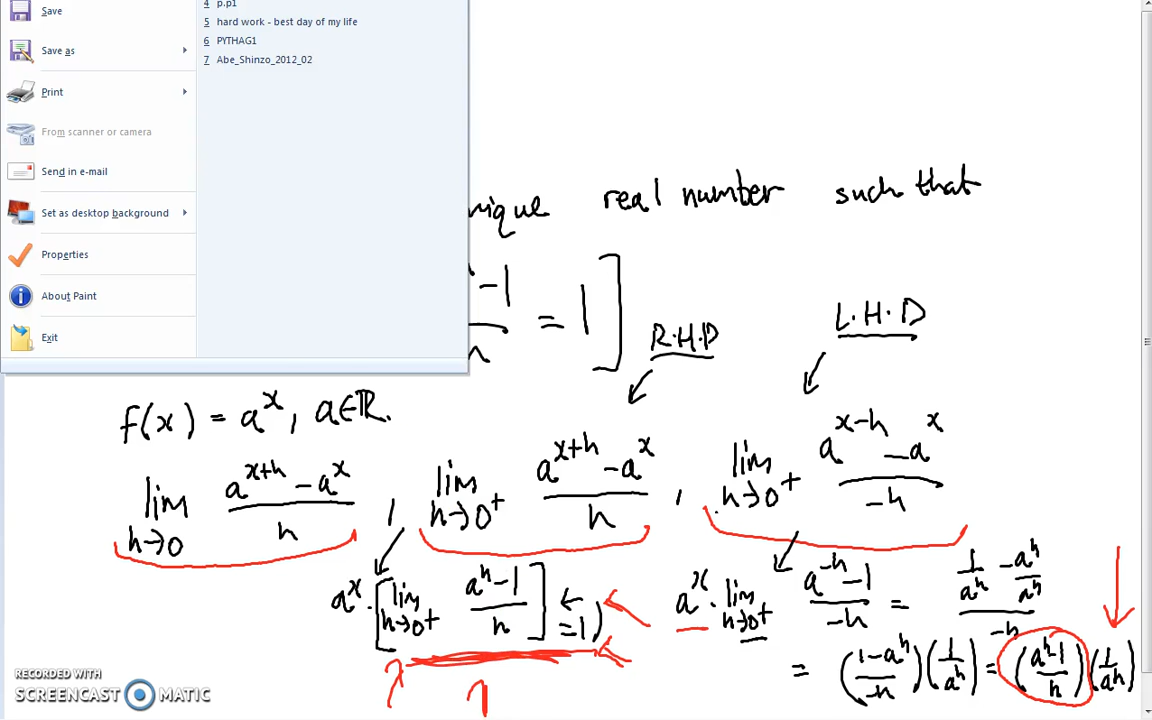 Save
Save as
Print
From scanner or camera
Send in e-mail
Set as desktop background
Properties
About Paint
Exit
4 p.p1
5 hard work - best day of my life
6 PYTHAG1
7 Abe_Shinzo_2012_02
nique real number such that
-1
= 1 ]
h
R.H.D
L.H.D
f(x) = a^x, a∈ℝ.
lim h→0 (a^(x+h) - a^x)/h , lim h→0+ (a^(x+h) - a^x)/h , lim h→0+ (a^(x-h) - a^x)/-h
a^x · [lim h→0+ (a^h - 1)/h] ← =1)
a^x · lim h→0+ (a^-h - 1)/-h = (1/a^h - a^h/a^h)/-h
= ((1-a^h)/-h)(1/a^h) = ((a^h-1)/h)(1/a^h)
RECORDED WITH
SCREENCAST MATIC